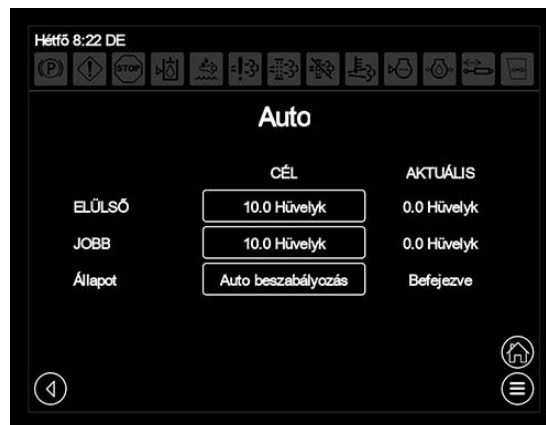 Hétfő 8:22 DE
(P) STOP
Auto
CÉL AKTUÁLIS
ELÜLSŐ 10.0 Hüvelyk 0.0 Hüvelyk
JOBB 10.0 Hüvelyk 0.0 Hüvelyk
Állapot Auto beszabályozás Befejezve